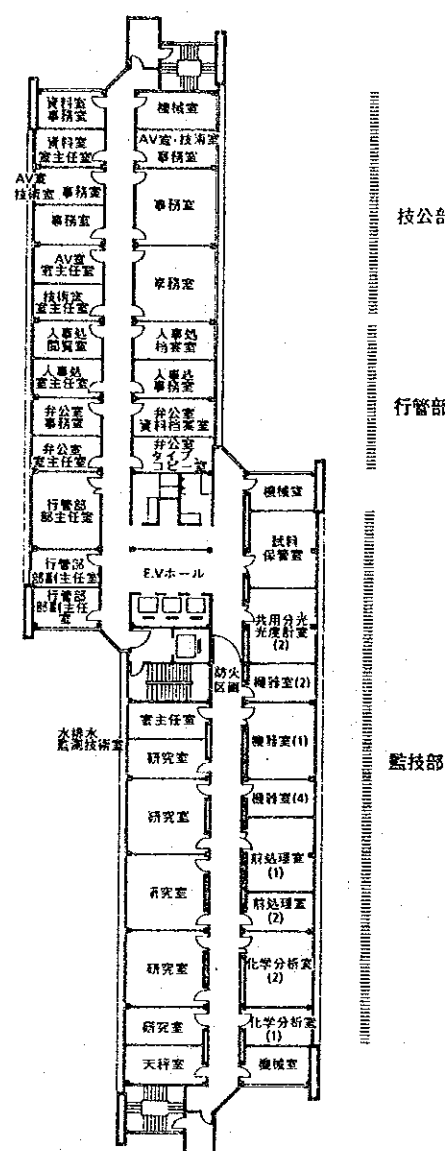 資料室
事務室
機械室
資料室
室主任室
AV室・技術室
事務室
AV室
技術室
事務室
事務室
事務室
AV室
室主任室
事務室
技術室
室主任室
人事処
閲覧室
人事処
档案室
人事処
室主任室
人事処
事務室
弁公室
事務室
弁公室
資料档案室
弁公室
室主任室
弁公室
タイプ
コピー室
行管部
部主任室
行管部
部副主任室
行管部
部副主任
室
E.Vホール
機械室
試料
保管室
共用分光
光度計室
(2)
防火
区画
機器室(2)
水排水
監測技術室
室主任室
研究室
機器室(1)
研究室
機器室(4)
研究室
前処理室
(1)
前処理室
(2)
研究室
化学分析室
(2)
研究室
化学分析室
(1)
天秤室
機械室
技公部
行管部
監技部